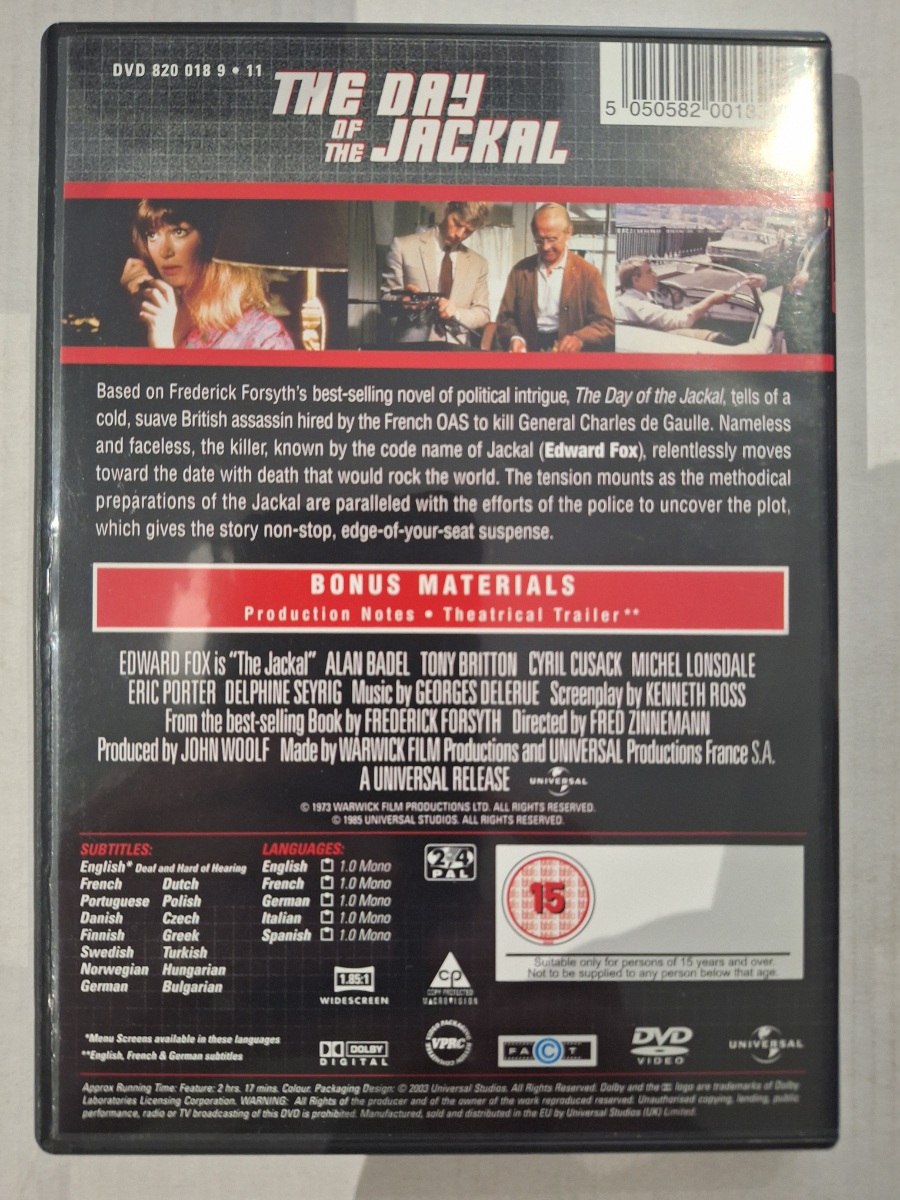 DVD 820 018 9 • 11
THE DAY
OF THE JACKAL
5 050582 001
Based on Frederick Forsyth's best-selling novel of political intrigue, The Day of the Jackal, tells of a
cold, suave British assassin hired by the French OAS to kill General Charles de Gaulle. Nameless
and faceless, the killer, known by the code name of Jackal (Edward Fox), relentlessly moves
toward the date with death that would rock the world. The tension mounts as the methodical
preparations of the Jackal are paralleled with the efforts of the police to uncover the plot,
which gives the story non-stop, edge-of-your-seat suspense.
BONUS MATERIALS
Production Notes • Theatrical Trailer**
EDWARD FOX is "The Jackal" ALAN BADEL TONY BRITTON CYRIL CUSACK MICHEL LONSDALE
ERIC PORTER DELPHINE SEYRIG Music by GEORGES DELERUE Screenplay by KENNETH ROSS
From the best-selling Book by FREDERICK FORSYTH Directed by FRED ZINNEMANN
Produced by JOHN WOOLF Made by WARWICK FILM Productions and UNIVERSAL Productions France S.A.
A UNIVERSAL RELEASE UNIVERSAL
© 1973 WARWICK FILM PRODUCTIONS LTD. ALL RIGHTS RESERVED.
© 1985 UNIVERSAL STUDIOS. ALL RIGHTS RESERVED.
SUBTITLES:
English* Deaf and Hard of Hearing
French Dutch
Portuguese Polish
Danish Czech
Finnish Greek
Swedish Turkish
Norwegian Hungarian
German Bulgarian
LANGUAGES:
English 1.0 Mono
French 1.0 Mono
German 1.0 Mono
Italian 1.0 Mono
Spanish 1.0 Mono
2·4
PAL
15
Suitable only for persons of 15 years and over.
Not to be supplied to any person below that age.
1.85:1
WIDESCREEN
CP
COPY PROTECTED
MACROVISION
*Menu Screens available in these languages
**English, French & German subtitles
DOLBY
DIGITAL
VPRC
FACT
DVD
VIDEO
UNIVERSAL
Approx Running Time: Feature: 2 hrs. 17 mins. Colour. Packaging Design: © 2003 Universal Studios. All Rights Reserved. Dolby and the logo are trademarks of Dolby
Laboratories Licensing Corporation. WARNING: All Rights of the producer and of the owner of the work reproduced reserved. Unauthorised copying, lending, public
performance, radio or TV broadcasting of this DVD is prohibited. Manufactured, sold and distributed in the EU by Universal Studios (UK) Limited.